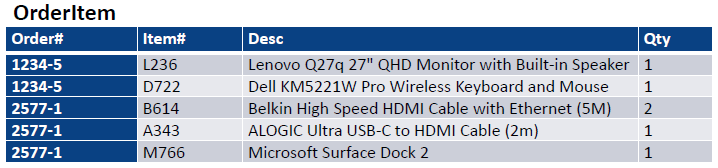 OrderItem
Order# Item# Desc Qty
1234-5 L236 Lenovo Q27q 27" QHD Monitor with Built-in Speaker 1
1234-5 D722 Dell KM5221W Pro Wireless Keyboard and Mouse 1
2577-1 B614 Belkin High Speed HDMI Cable with Ethernet (5M) 2
2577-1 A343 ALOGIC Ultra USB-C to HDMI Cable (2m) 1
2577-1 M766 Microsoft Surface Dock 2 1